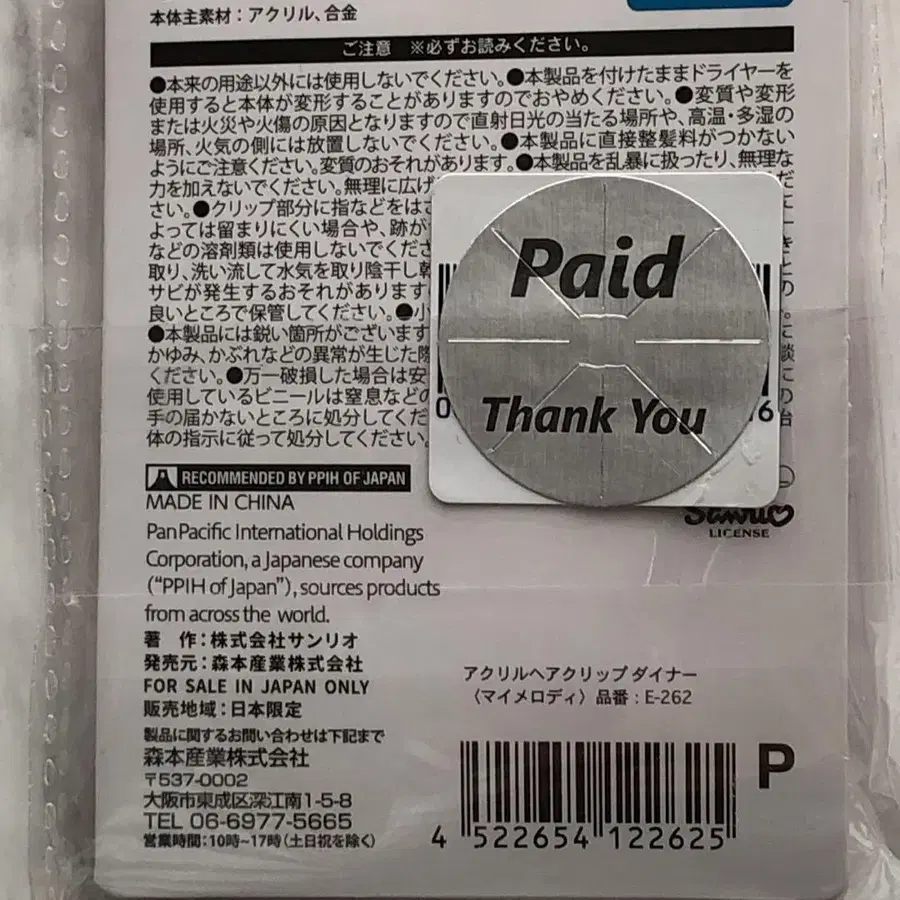 本体主素材：アクリル、合金
ご注意　※必ずお読みください。
●本来の用途以外には使用しないでください。●本製品を付けたままドライヤーを
使用すると本体が変形することがありますのでおやめください。●変質や変形
または火災や火傷の原因となりますので直射日光の当たる場所や、高温・多湿の
場所、火気の側には放置しないでください。●本製品に直接整髪料がつかない
ようにご注意ください。変質のおそれがあります。●本製品を乱暴に扱ったり、無理な
力を加えないでください。無理に広げ
さい。●クリップ部分に指などをはさ
よっては留まりにくい場合や、跡が
などの溶剤類は使用しないでくださ
取り、洗い流して水気を取り陰干し乾
サビが発生するおそれがあります
良いところで保管してください。●小
●本製品には鋭い箇所がございます
かゆみ、かぶれなどの異常が生じた際
ください。●万一破損した場合は安
使用しているビニールは窒息などの
手の届かないところに処分してくだ
体の指示に従って処分してください。
Paid
Thank You
0
6
RECOMMENDED BY PPIH OF JAPAN
MADE IN CHINA
Pan Pacific International Holdings
Corporation, a Japanese company
("PPIH of Japan"), sources products
from across the world.
著　作：株式会社サンリオ
発売元：森本産業株式会社
FOR SALE IN JAPAN ONLY
販売地域：日本限定
製品に関するお問い合わせは下記まで
森本産業株式会社
〒537-0002
大阪市東成区深江南1-5-8
TEL 06-6977-5665
営業時間：10時~17時（土日祝を除く）
Sanrio
LICENSE
アクリルヘアクリップ ダイナー
〈マイメロディ〉品番：E-262
P
4 522654 122625